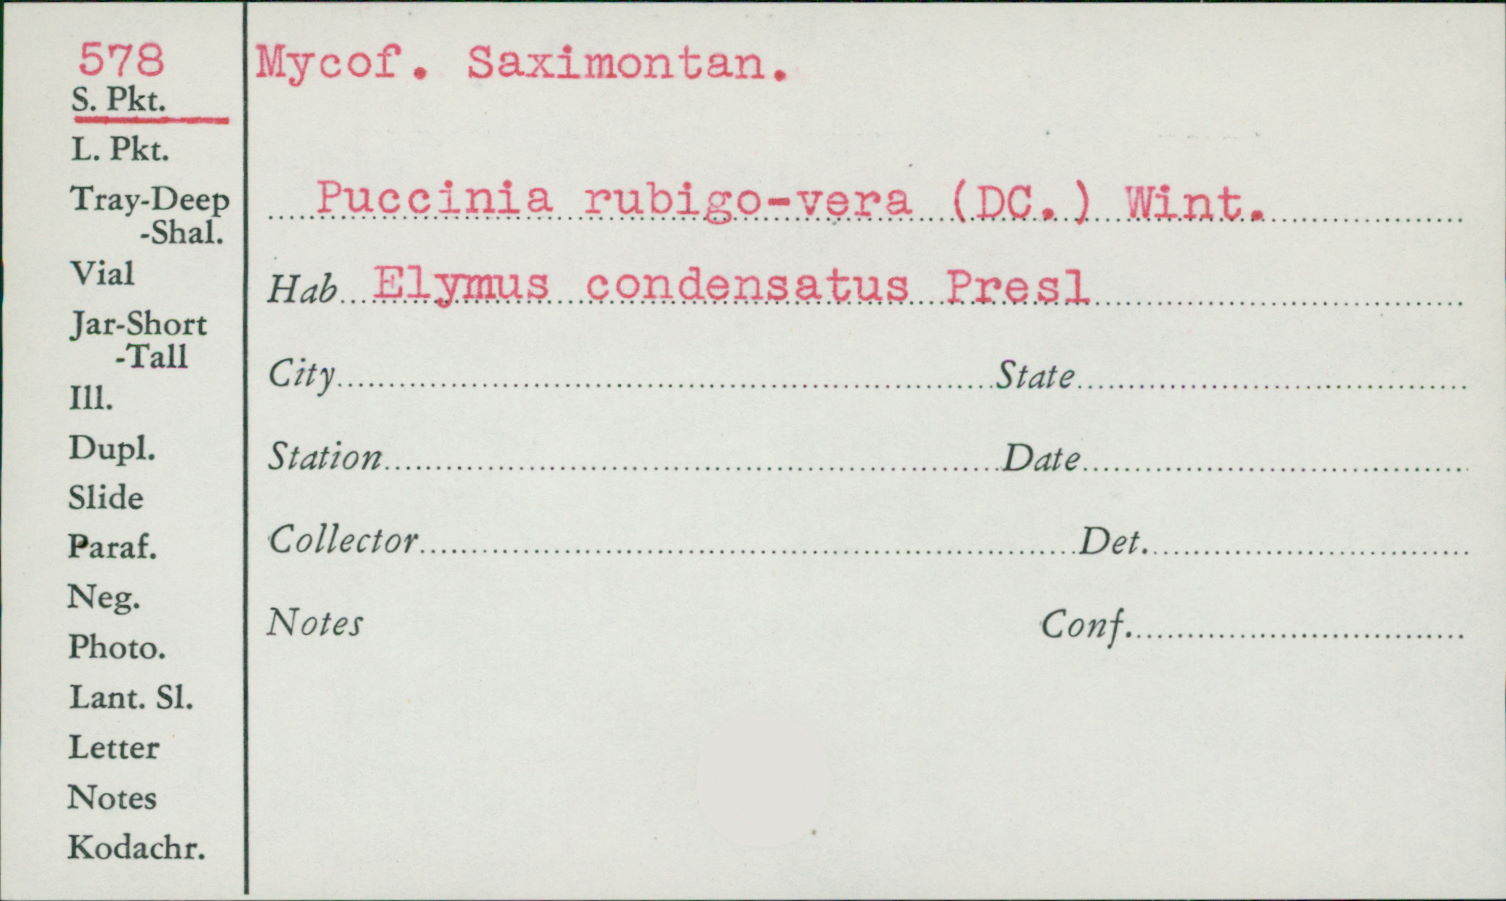 578
S. Pkt.
L. Pkt.
Tray-Deep
-Shal.
Vial
Jar-Short
-Tall
Ill.
Dupl.
Slide
Paraf.
Neg.
Photo.
Lant. Sl.
Letter
Notes
Kodachr.
Mycof. Saximontan.
Puccinia rubigo-vera (DC.) Wint.
Hab Elymus condensatus Presl
City State
Station Date
Collector Det.
Notes Conf.